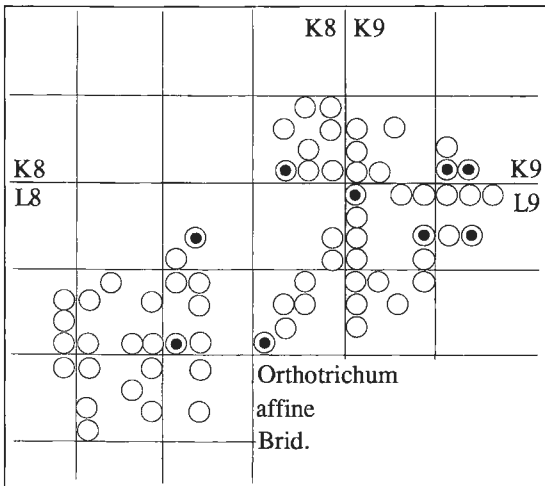 K8 K9
K8 K9
L8 L9
Orthotrichum
affine
Brid.